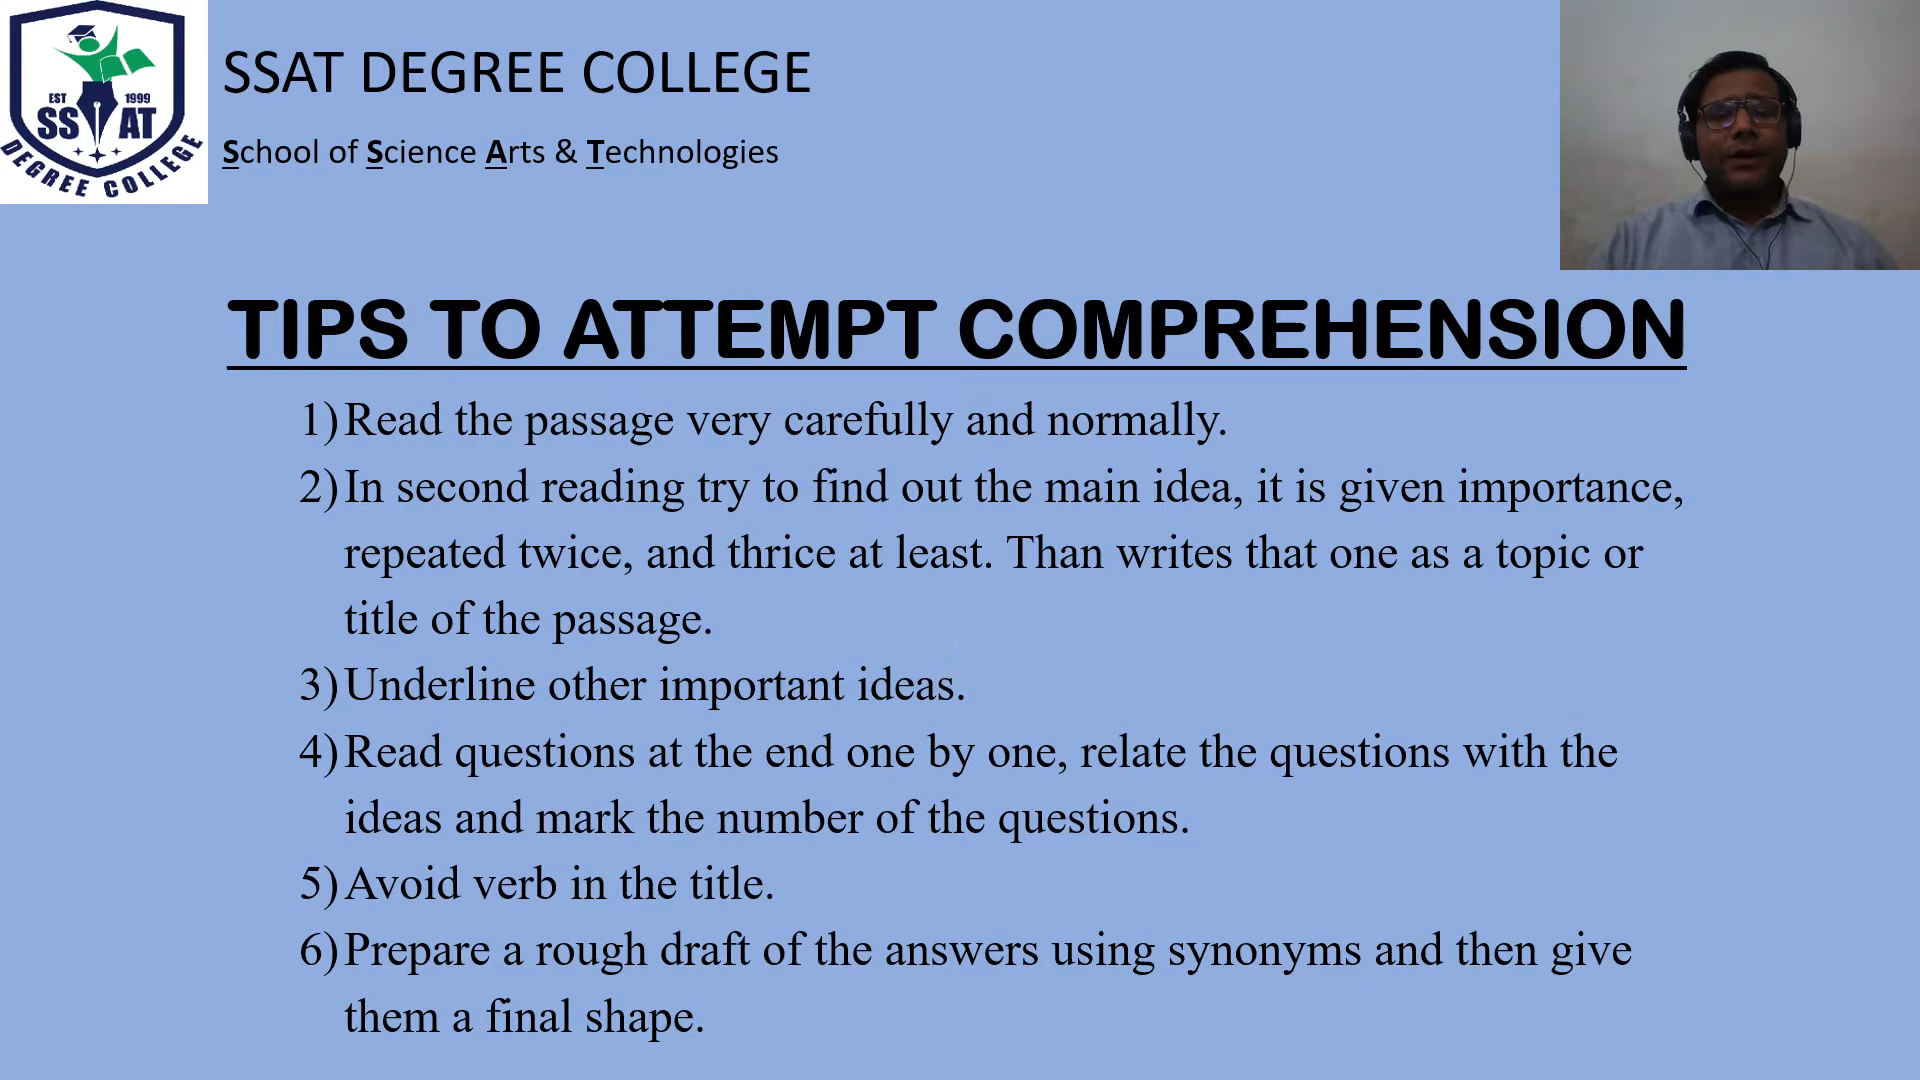 EST 1999
SS AT
DEGREE COLLEGE
SSAT DEGREE COLLEGE
School of Science Arts & Technologies
TIPS TO ATTEMPT COMPREHENSION
1) Read the passage very carefully and normally.
2) In second reading try to find out the main idea, it is given importance,
repeated twice, and thrice at least. Than writes that one as a topic or
title of the passage.
3) Underline other important ideas.
4) Read questions at the end one by one, relate the questions with the
ideas and mark the number of the questions.
5) Avoid verb in the title.
6) Prepare a rough draft of the answers using synonyms and then give
them a final shape.